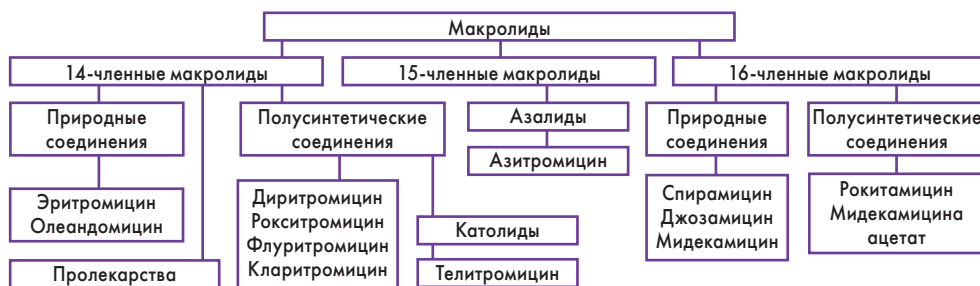 Макролиды
14-членные макролиды
15-членные макролиды
16-членные макролиды
Природные
соединения
Полусинтетические
соединения
Азалиды
Природные
соединения
Полусинтетические
соединения
Азитромицин
Эритромицин
Олеандомицин
Диритромицин
Рокситромицин
Флуритромицин
Кларитромицин
Спирамицин
Джозамицин
Мидекамицин
Рокитамицин
Мидекамицина
ацетат
Католиды
Пролекарства
Телитромицин